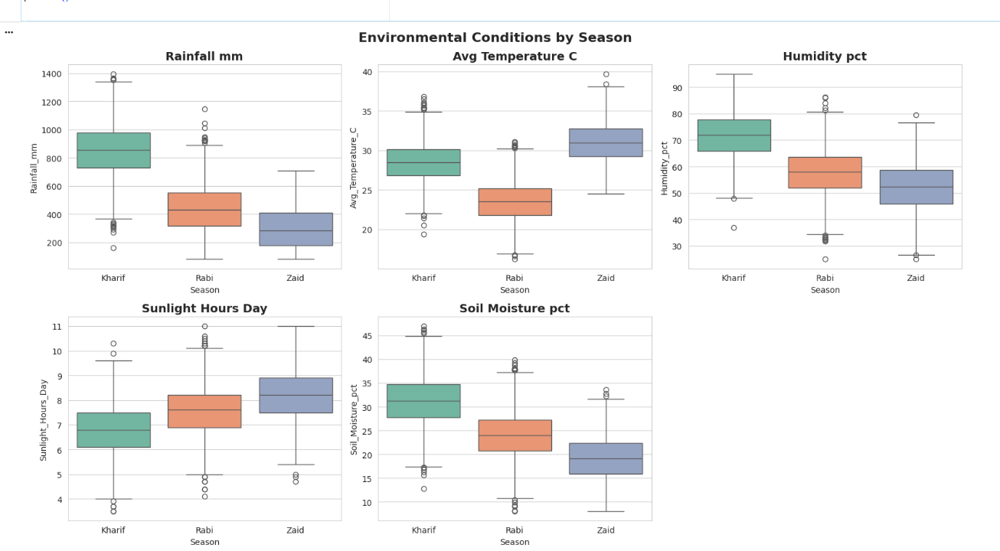 ...
Environmental Conditions by Season
Rainfall mm
Avg Temperature C
Humidity pct
1400
1200
1000
800
600
400
200
Rainfall_mm
Kharif
Rabi
Zaid
Season
40
35
30
25
20
Avg_Temperature_C
Kharif
Rabi
Zaid
Season
90
80
70
60
50
40
30
Humidity_pct
Kharif
Rabi
Zaid
Season
Sunlight Hours Day
Soil Moisture pct
11
10
9
8
7
6
5
4
Sunlight_Hours_Day
Kharif
Rabi
Zaid
Season
45
40
35
30
25
20
15
10
Soil_Moisture_pct
Kharif
Rabi
Zaid
Season